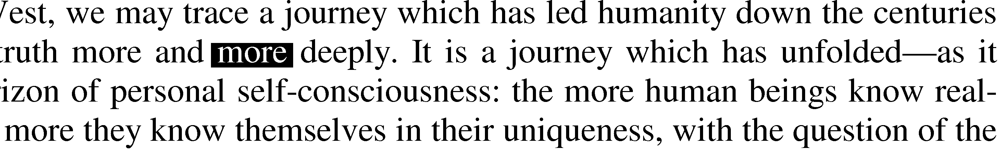 est, we may trace a journey which has led humanity down the centuries
truth more and more deeply. It is a journey which has unfolded—as it
izon of personal self-consciousness: the more human beings know real-
more they know themselves in their uniqueness, with the question of the